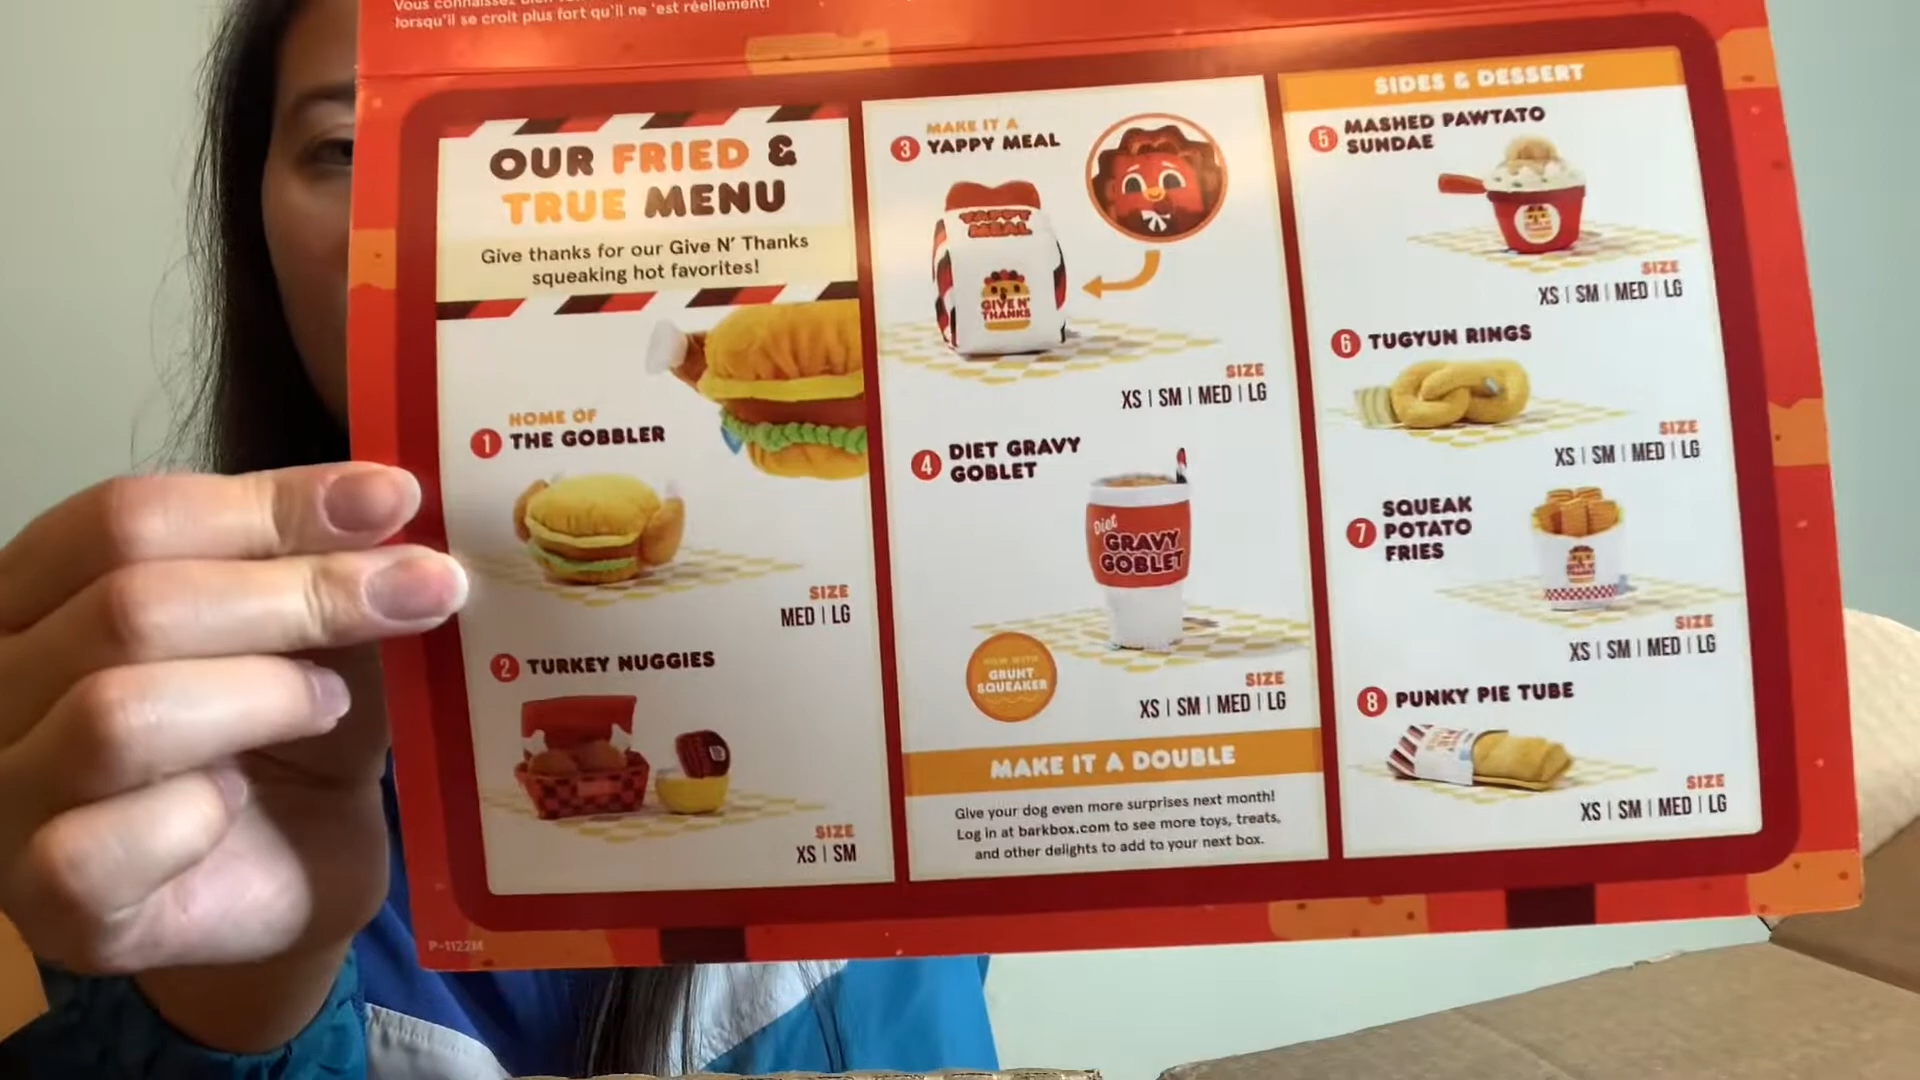 Vous connaissez bien
lorsqu'il se croit plus fort qu'il ne 'est réellement!
OUR FRIED &
TRUE MENU
Give thanks for our Give N' Thanks
squeaking hot favorites!
HOME OF
1 THE GOBBLER
SIZE
MED | LG
2 TURKEY NUGGIES
SIZE
XS | SM
MAKE IT A
3 YAPPY MEAL
YAPPY
MEAL
GIVE N'
THANKS
SIZE
XS | SM | MED | LG
4 DIET GRAVY
GOBLET
Diet
GRAVY
GOBLET
NOW WITH
GRUNT
SQUEAKER
SIZE
XS | SM | MED | LG
MAKE IT A DOUBLE
Give your dog even more surprises next month!
Log in at barkbox.com to see more toys, treats,
and other delights to add to your next box.
SIDES & DESSERT
5 MASHED PAWTATO
SUNDAE
SIZE
XS | SM | MED | LG
6 TUGYUN RINGS
SIZE
XS | SM | MED | LG
7 SQUEAK
POTATO
FRIES
GIVE N'
THANKS
SIZE
XS | SM | MED | LG
8 PUNKY PIE TUBE
PIE
SIZE
XS | SM | MED | LG
P-1122M